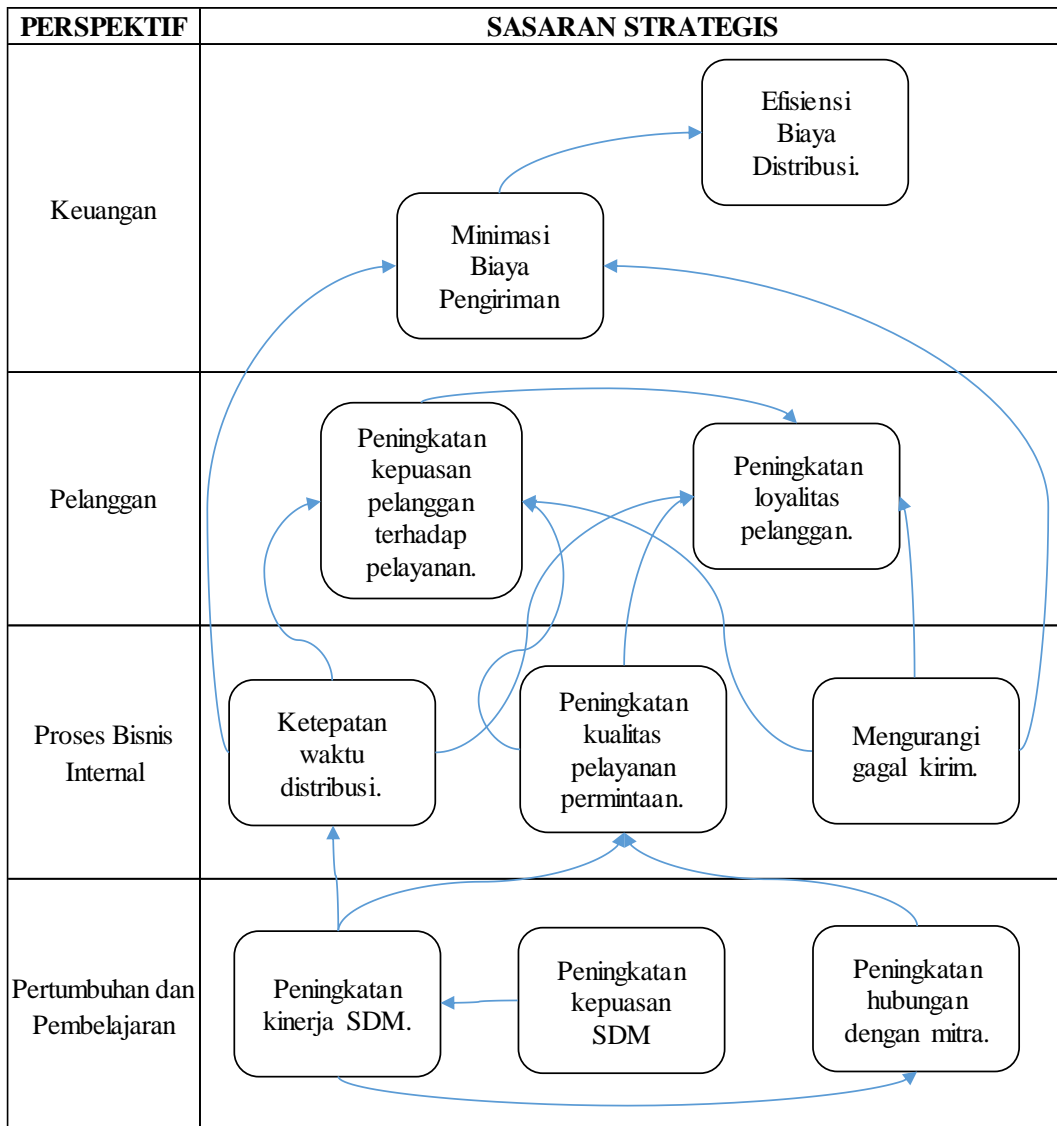 PERSPEKTIF
SASARAN STRATEGIS
Keuangan
Efisiensi
Biaya
Distribusi.
Minimasi
Biaya
Pengiriman
Pelanggan
Peningkatan
kepuasan
pelanggan
terhadap
pelayanan.
Peningkatan
loyalitas
pelanggan.
Proses Bisnis
Internal
Ketepatan
waktu
distribusi.
Peningkatan
kualitas
pelayanan
permintaan.
Mengurangi
gagal kirim.
Pertumbuhan dan
Pembelajaran
Peningkatan
kinerja SDM.
Peningkatan
kepuasan
SDM
Peningkatan
hubungan
dengan mitra.